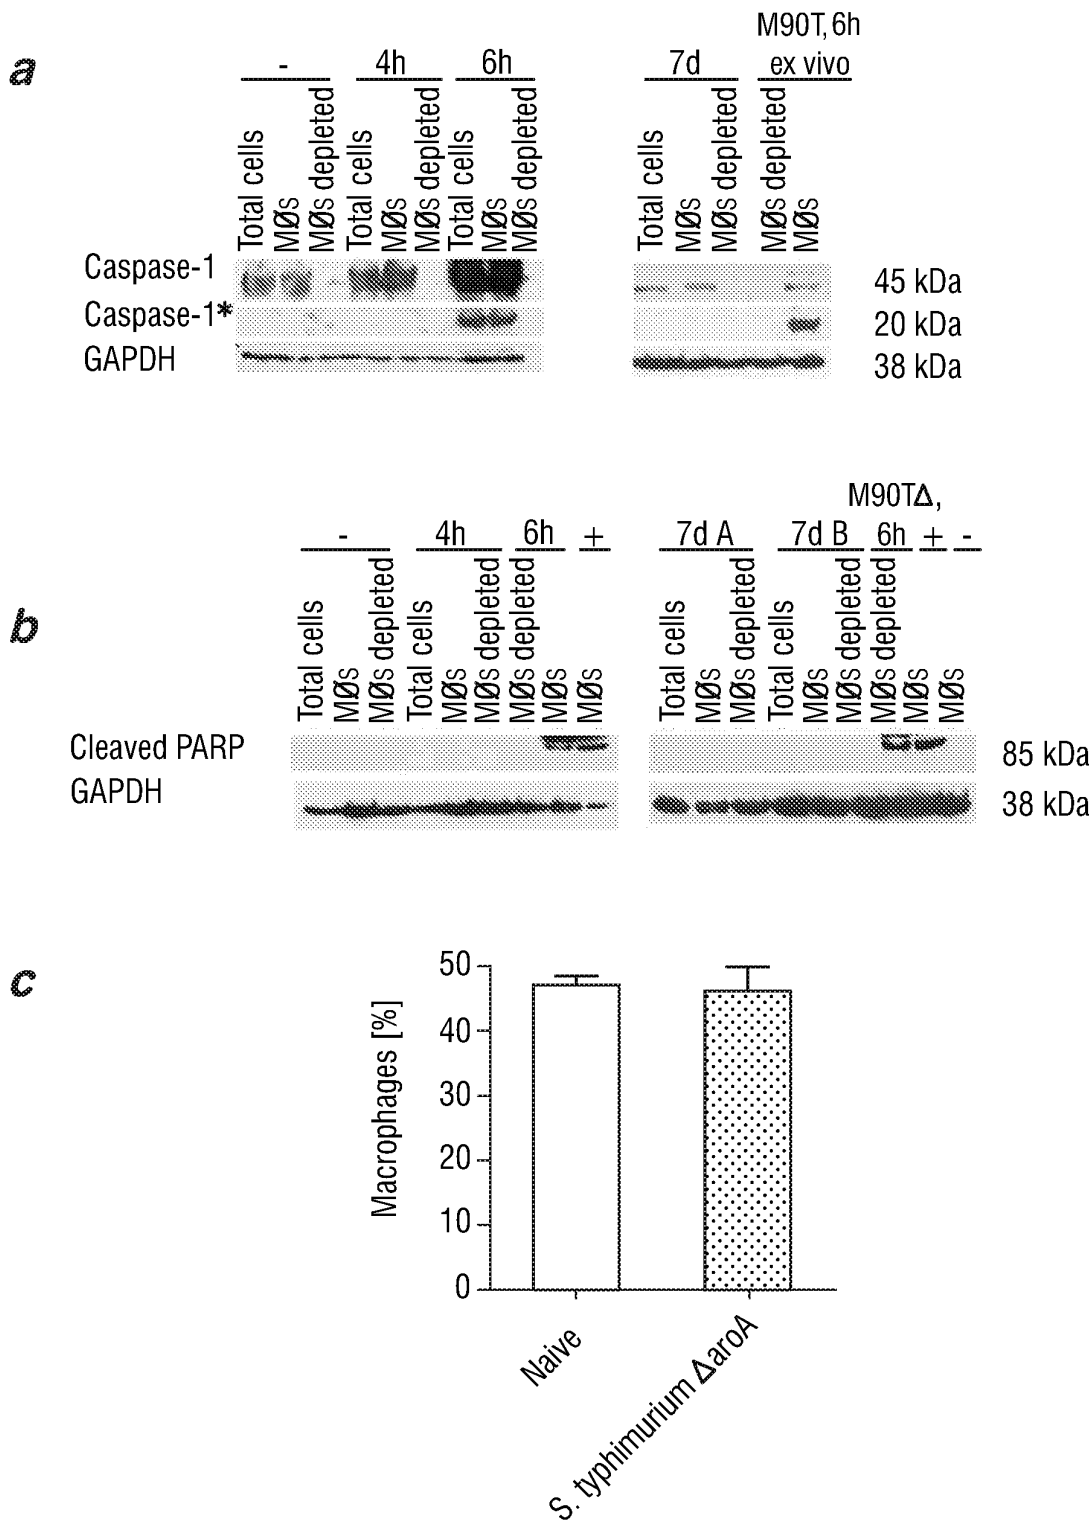 a
- 4h 6h 7d M90T, 6h
ex vivo
Total cells
MØs
MØs depleted
Total cells
MØs
MØs depleted
Total cells
MØs
MØs depleted
Total cells
MØs
MØs depleted
MØs depleted
MØs
Caspase-1 45 kDa
Caspase-1* 20 kDa
GAPDH 38 kDa
b
- 4h 6h + 7d A 7d B M90TΔ,
6h + -
Total cells
MØs
MØs depleted
Total cells
MØs
MØs depleted
MØs depleted
MØs
MØs
Total cells
MØs
MØs depleted
Total cells
MØs
MØs depleted
MØs depleted
MØs
MØs
Cleaved PARP 85 kDa
GAPDH 38 kDa
c
Macrophages [%]
50
40
30
20
10
0
Naive
S. typhimurium ΔaroA